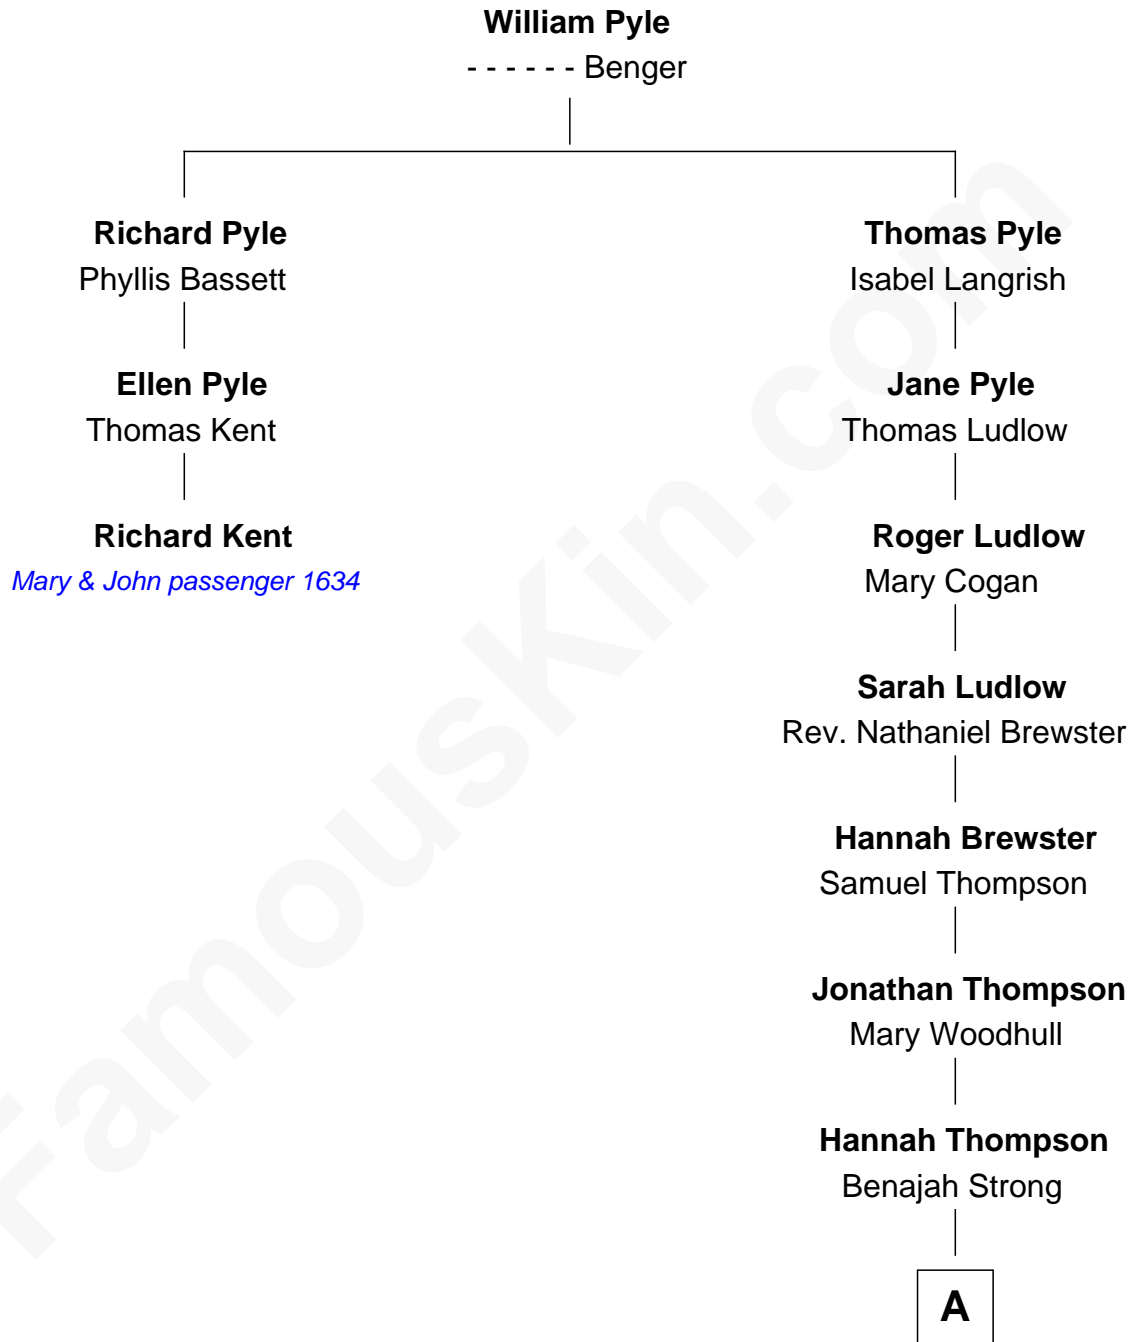 William Pyle
- - - - - - Benger
Richard Pyle
Phyllis Bassett
Thomas Pyle
Isabel Langrish
Ellen Pyle
Thomas Kent
Jane Pyle
Thomas Ludlow
Richard Kent
Mary & John passenger 1634
Roger Ludlow
Mary Cogan
Sarah Ludlow
Rev. Nathaniel Brewster
Hannah Brewster
Samuel Thompson
Jonathan Thompson
Mary Woodhull
Hannah Thompson
Benajah Strong
A
FamousKin.com